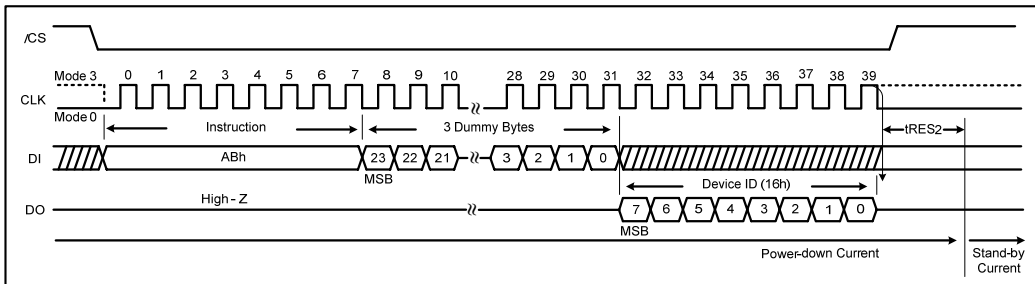 /CS
Mode 3 0 1 2 3 4 5 6 7 8 9 10 28 29 30 31 32 33 34 35 36 37 38 39
CLK
Mode 0
Instruction 3 Dummy Bytes tRES2
DI ABh 23 22 21 3 2 1 0
MSB Device ID (16h)
High - Z
DO 7 6 5 4 3 2 1 0
MSB
Power-down Current Stand-by
Current